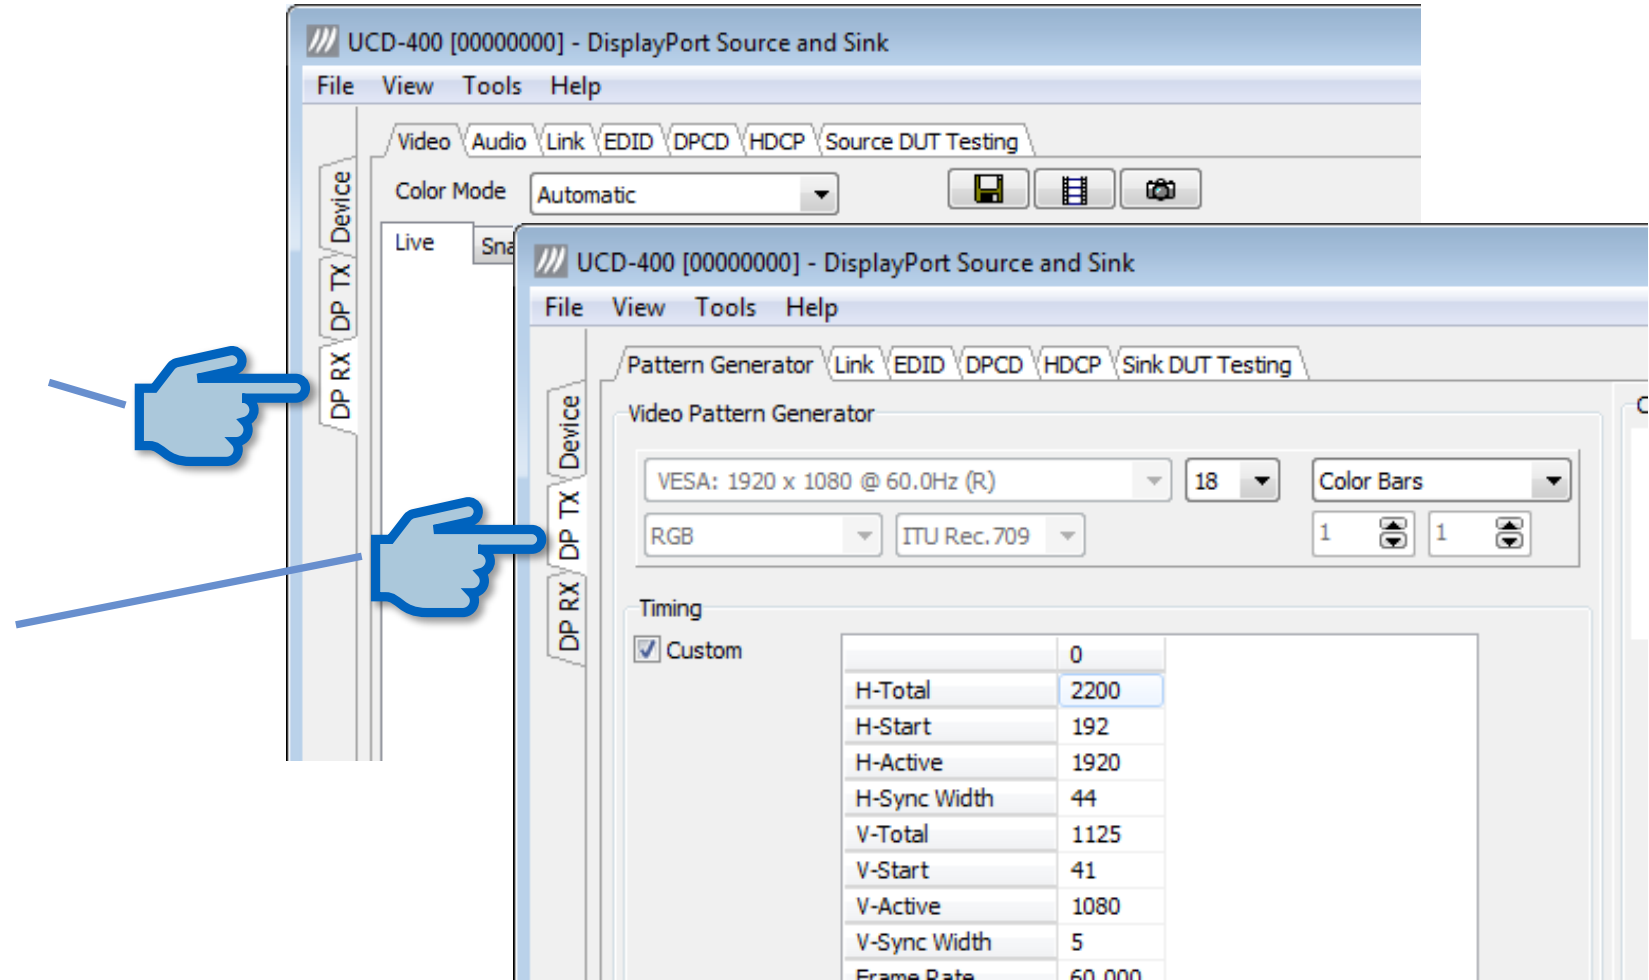 UCD-400 [00000000] - DisplayPort Source and Sink
File View Tools Help
Video Audio Link EDID DPCD HDCP Source DUT Testing
Device
DP TX
DP RX
Color Mode Automatic
Live
UCD-400 [00000000] - DisplayPort Source and Sink
File View Tools Help
Pattern Generator Link EDID DPCD HDCP Sink DUT Testing
Device
DP TX
DP RX
Video Pattern Generator
VESA: 1920 x 1080 @ 60.0Hz (R) 18 Color Bars
RGB ITU Rec.709 1 1
Timing
Custom
0
H-Total 2200
H-Start 192
H-Active 1920
H-Sync Width 44
V-Total 1125
V-Start 41
V-Active 1080
V-Sync Width 5
Frame Rate 60.000